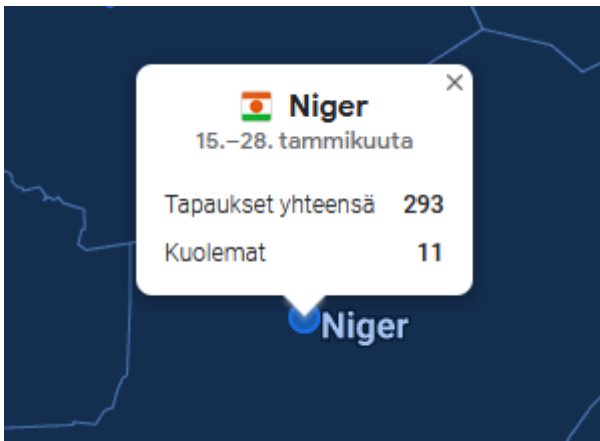 Niger
15.–28. tammikuuta
Tapaukset yhteensä 293
Kuolemat 11
Niger